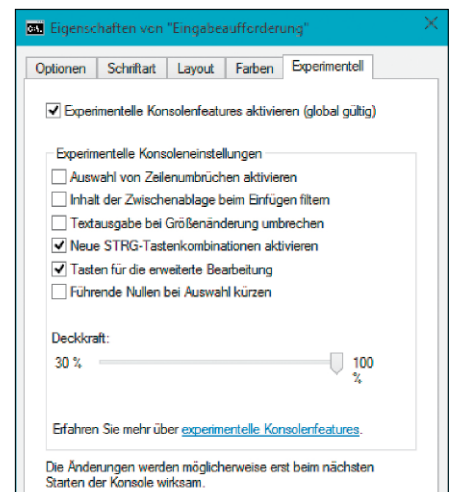 Eigenschaften von "Eingabeaufforderung"
Optionen Schriftart Layout Farben Experimentell
Experimentelle Konsolenfeatures aktivieren (global gültig)
Experimentelle Konsoleneinstellungen
Auswahl von Zeilenumbrüchen aktivieren
Inhalt der Zwischenablage beim Einfügen filtern
Textausgabe bei Größenänderung umbrechen
Neue STRG-Tastenkombinationen aktivieren
Tasten für die erweiterte Bearbeitung
Führende Nullen bei Auswahl kürzen
Deckkraft:
30 % 100
%
Erfahren Sie mehr über experimentelle Konsolenfeatures.
Die Änderungen werden möglicherweise erst beim nächsten
Starten der Konsole wirksam.